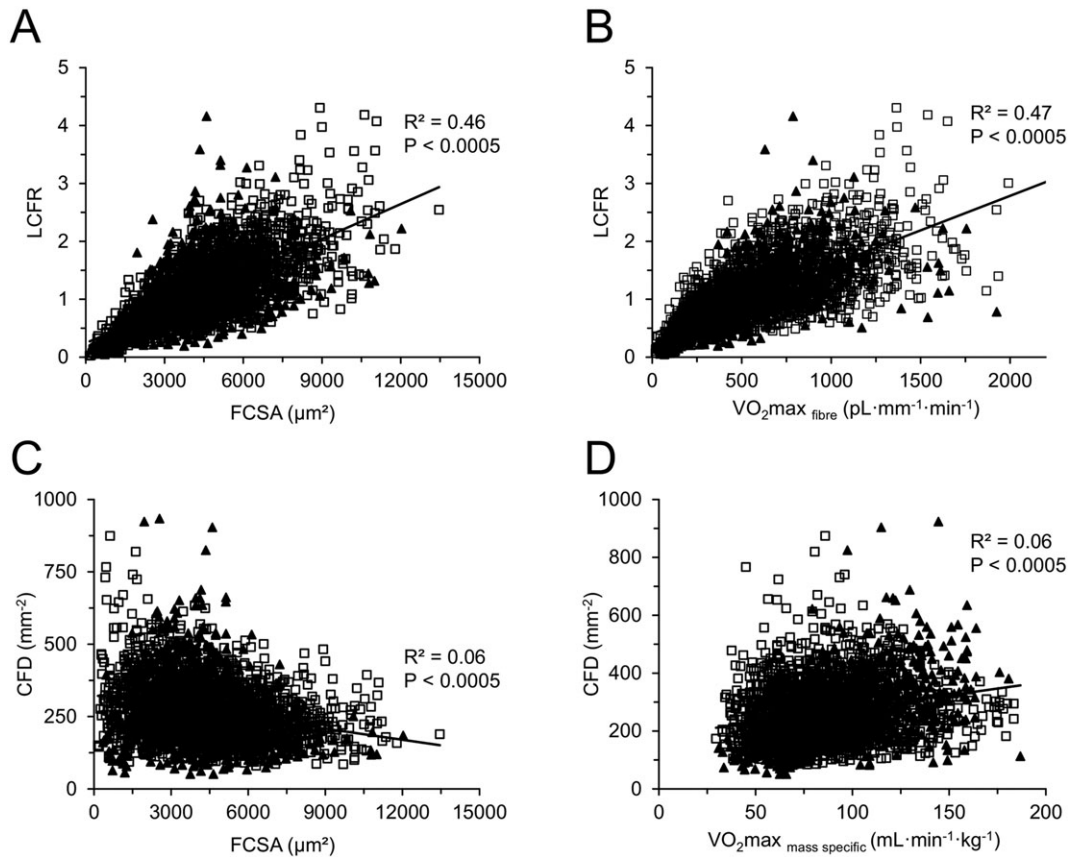 A
5
4
3
2
1
0
LCFR
R² = 0.46
P < 0.0005
0 3000 6000 9000 12000 15000
FCSA (µm²)
B
5
4
3
2
1
0
LCFR
R² = 0.47
P < 0.0005
0 500 1000 1500 2000
VO₂max fibre (pL·mm⁻¹·min⁻¹)
C
1000
750
500
250
0
CFD (mm⁻²)
R² = 0.06
P < 0.0005
0 3000 6000 9000 12000 15000
FCSA (µm²)
D
1000
800
600
400
200
0
CFD (mm⁻²)
R² = 0.06
P < 0.0005
0 50 100 150 200
VO₂max mass specific (mL·min⁻¹·kg⁻¹)